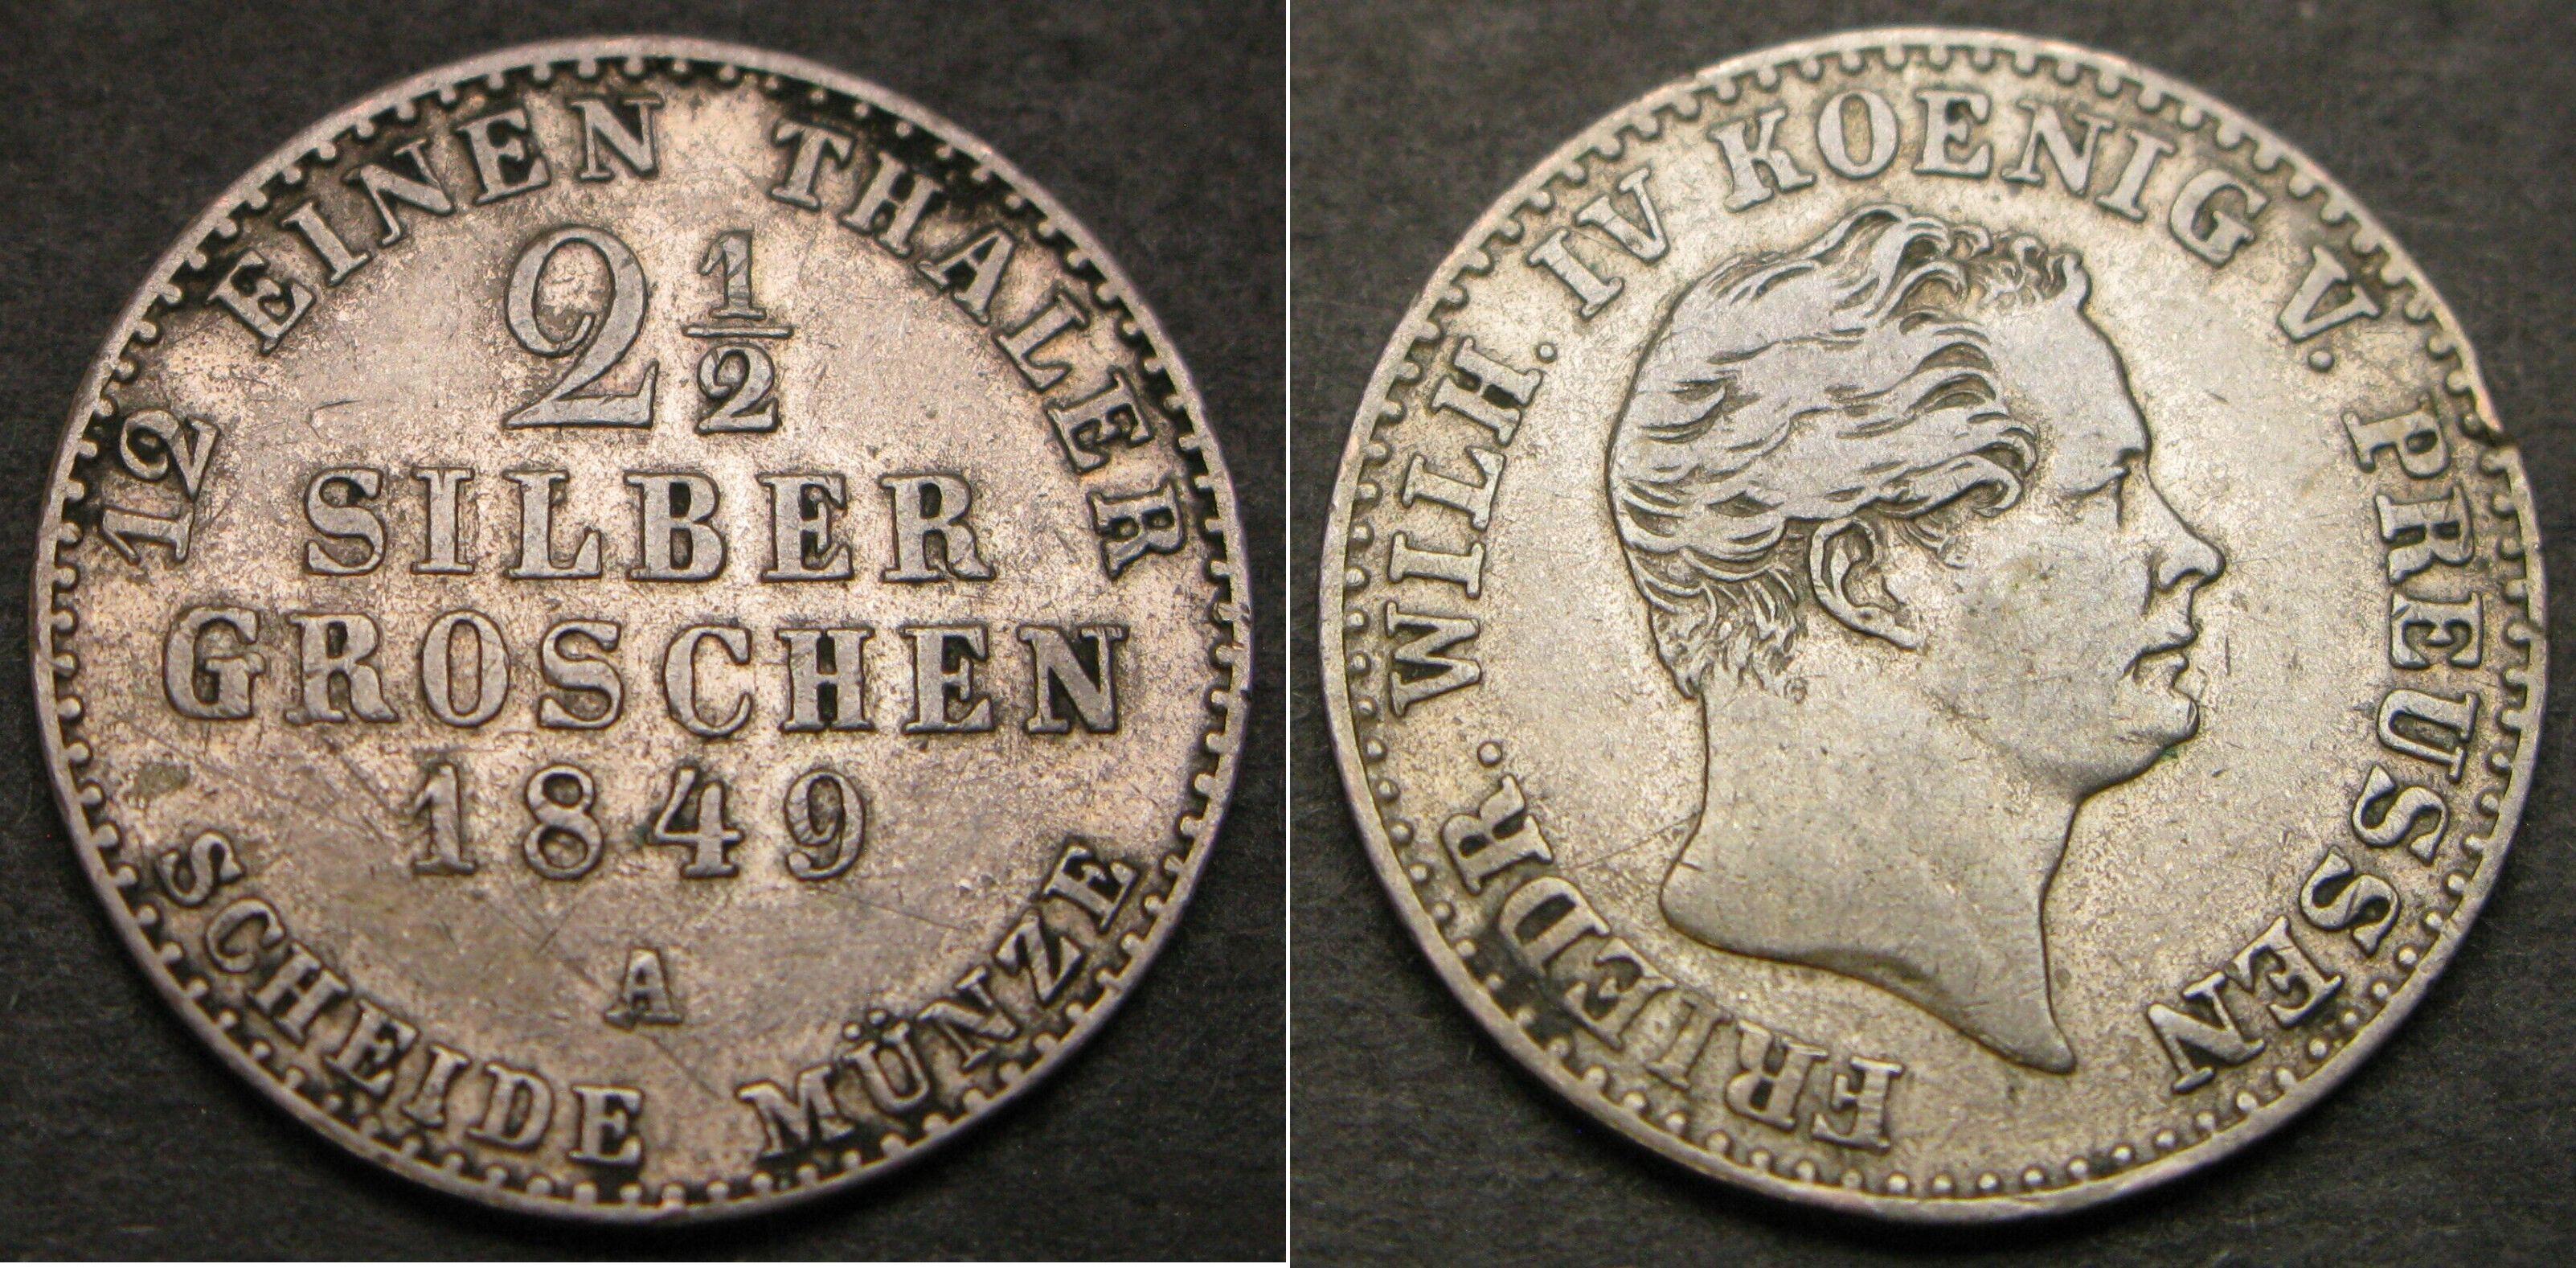 12 EINEN THALER
2 1/2
SILBER
GROSCHEN
1849
A
SCHEIDE MÜNZE
FRIEDR. WILH. IV KOENIG V. PREUSSEN